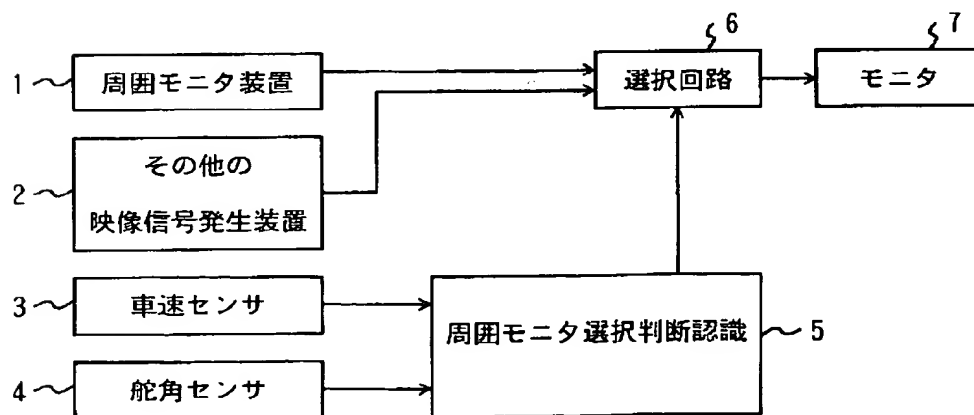 6
7
1
周囲モニタ装置
選択回路
モニタ
その他の
2
映像信号発生装置
3
車速センサ
周囲モニタ選択判断認識
5
4
舵角センサ